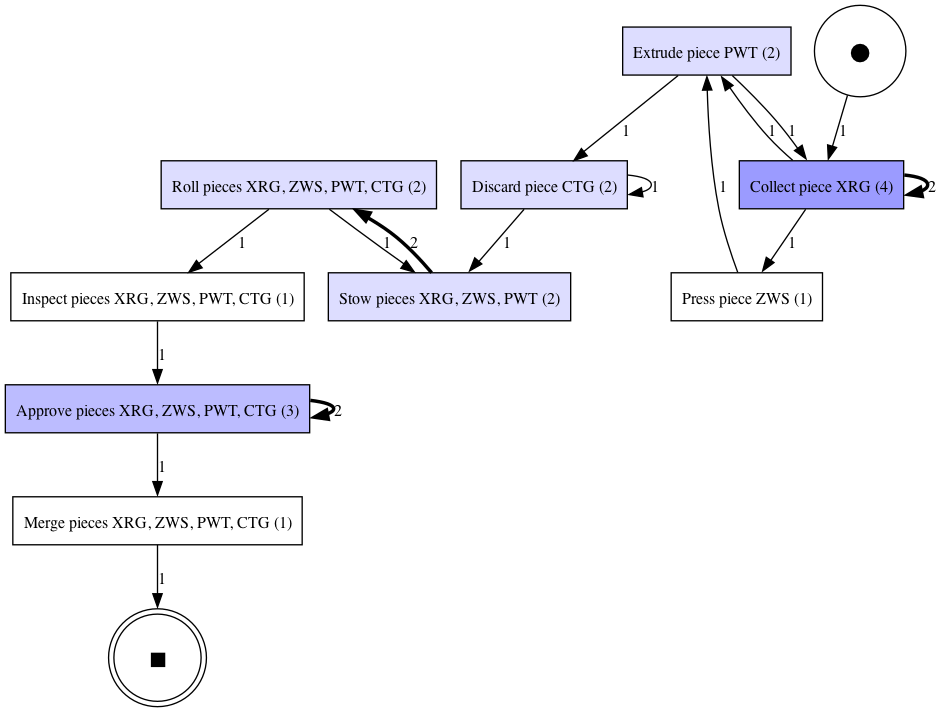 Extrude piece PWT (2)
1
1
1
1
Roll pieces XRG, ZWS, PWT, CTG (2)
Discard piece CTG (2)
1
Collect piece XRG (4)
2
1
1
2
1
1
1
Inspect pieces XRG, ZWS, PWT, CTG (1)
Stow pieces XRG, ZWS, PWT (2)
Press piece ZWS (1)
1
Approve pieces XRG, ZWS, PWT, CTG (3)
2
1
Merge pieces XRG, ZWS, PWT, CTG (1)
1